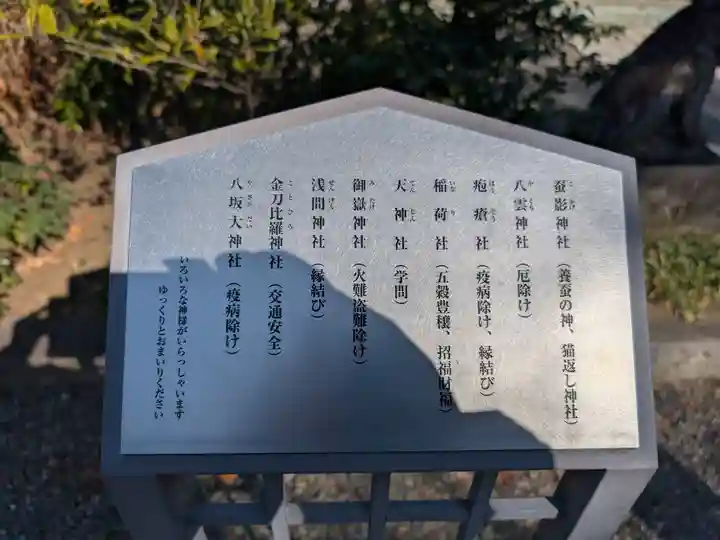 蚕影神社(養蚕の神、猫返し神社)
八雲神社(厄除け)
疱瘡社(疫病除け、縁結び)
稲荷社(五穀豊穣、招福財福)
天神社(学問)
御嶽神社(火難盗難除け)
浅間神社(縁結び)
金刀比羅神社(交通安全)
八坂大神社(疫病除け)
いろいろな神様がいらっしゃいます
ゆっくりとおまいりください